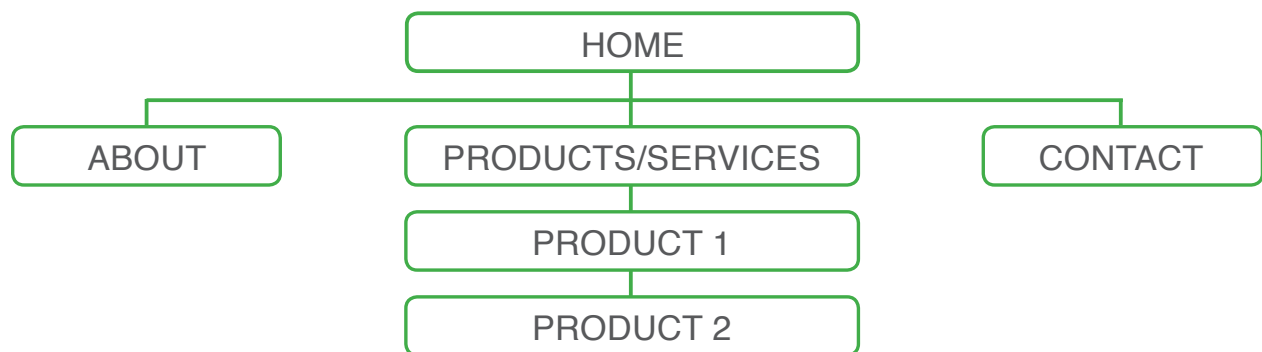 HOME
ABOUT
PRODUCTS/SERVICES
CONTACT
PRODUCT 1
PRODUCT 2